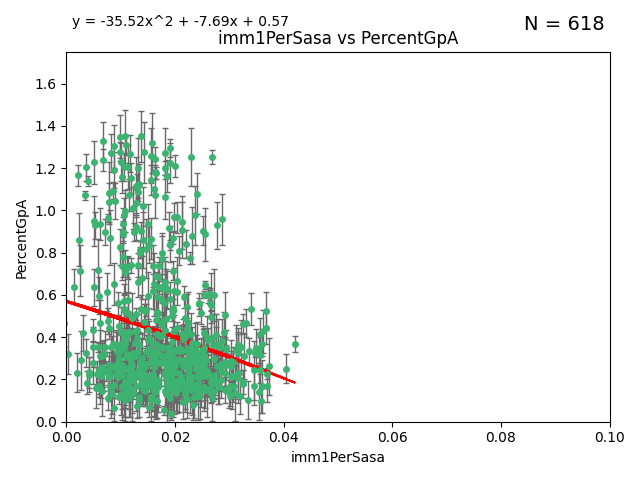 y = -35.52x^2 + -7.69x + 0.57
N = 618
imm1PerSasa vs PercentGpA
1.6
1.4
1.2
1.0
0.8
0.6
0.4
0.2
0.0
PercentGpA
0.00 0.02 0.04 0.06 0.08 0.10
imm1PerSasa